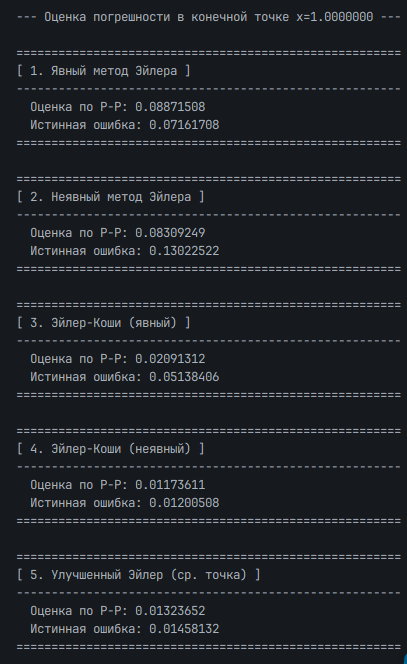 --- Оценка погрешности в конечной точке x=1.0000000 ---
=======================================================
[ 1. Явный метод Эйлера ]
-------------------------------------------------------
Оценка по Р-Р: 0.08871508
Истинная ошибка: 0.07161708
=======================================================
=======================================================
[ 2. Неявный метод Эйлера ]
-------------------------------------------------------
Оценка по Р-Р: 0.08309249
Истинная ошибка: 0.13022522
=======================================================
=======================================================
[ 3. Эйлер-Коши (явный) ]
-------------------------------------------------------
Оценка по Р-Р: 0.02091312
Истинная ошибка: 0.05138406
=======================================================
=======================================================
[ 4. Эйлер-Коши (неявный) ]
-------------------------------------------------------
Оценка по Р-Р: 0.01173611
Истинная ошибка: 0.01200508
=======================================================
=======================================================
[ 5. Улучшенный Эйлер (ср. точка) ]
-------------------------------------------------------
Оценка по Р-Р: 0.01323652
Истинная ошибка: 0.01458132
=======================================================